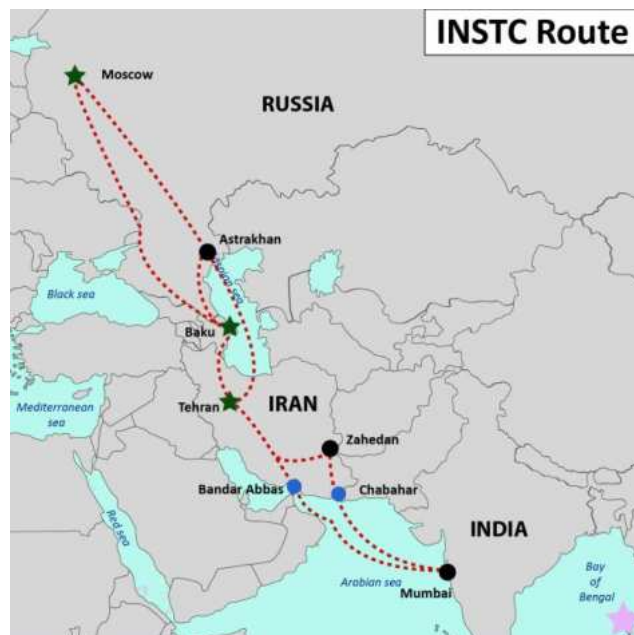 INSTC Route
Moscow
RUSSIA
Astrakhan
Caspian sea
Black sea
Baku
Mediterranean
sea
Tehran
IRAN
Zahedan
Bandar Abbas
Chabahar
Red sea
INDIA
Arabian sea
Mumbai
Bay
of
Bengal